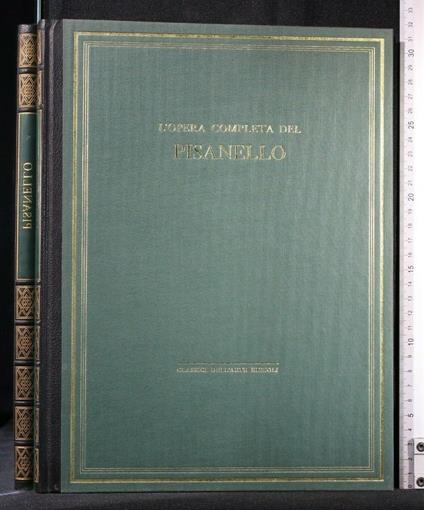 L'OPERA COMPLETA DEL
PISANELLO
CLASSICI DELL'ARTE RIZZOLI
PISANELLO